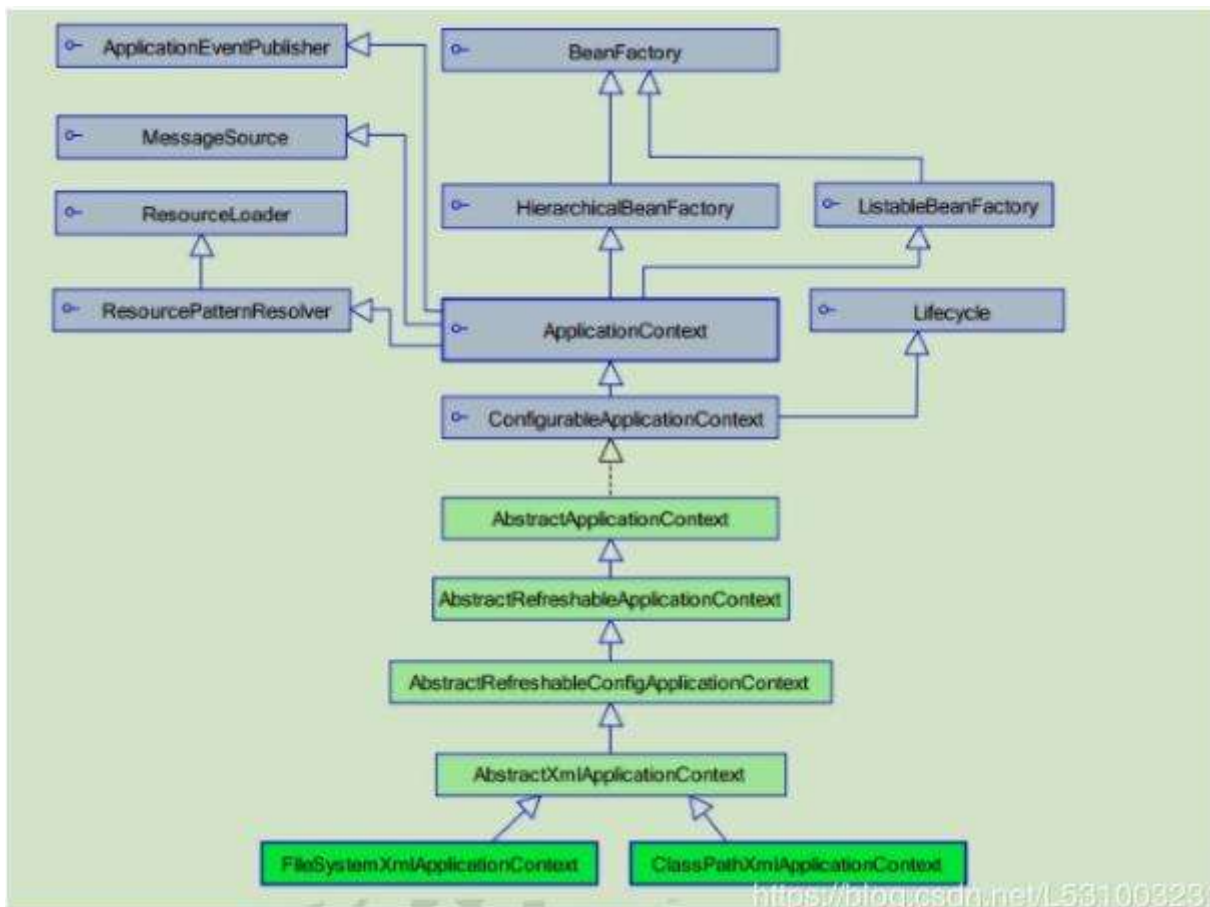 ApplicationEventPublisher
BeanFactory
MessageSource
ResourceLoader
HierarchicalBeanFactory
ListableBeanFactory
ResourcePatternResolver
ApplicationContext
Lifecycle
ConfigurableApplicationContext
AbstractApplicationContext
AbstractRefreshableApplicationContext
AbstractRefreshableConfigApplicationContext
AbstractXmlApplicationContext
FileSystemXmlApplicationContext
ClassPathXmlApplicationContext
https://blog.csdn.net/L53100323